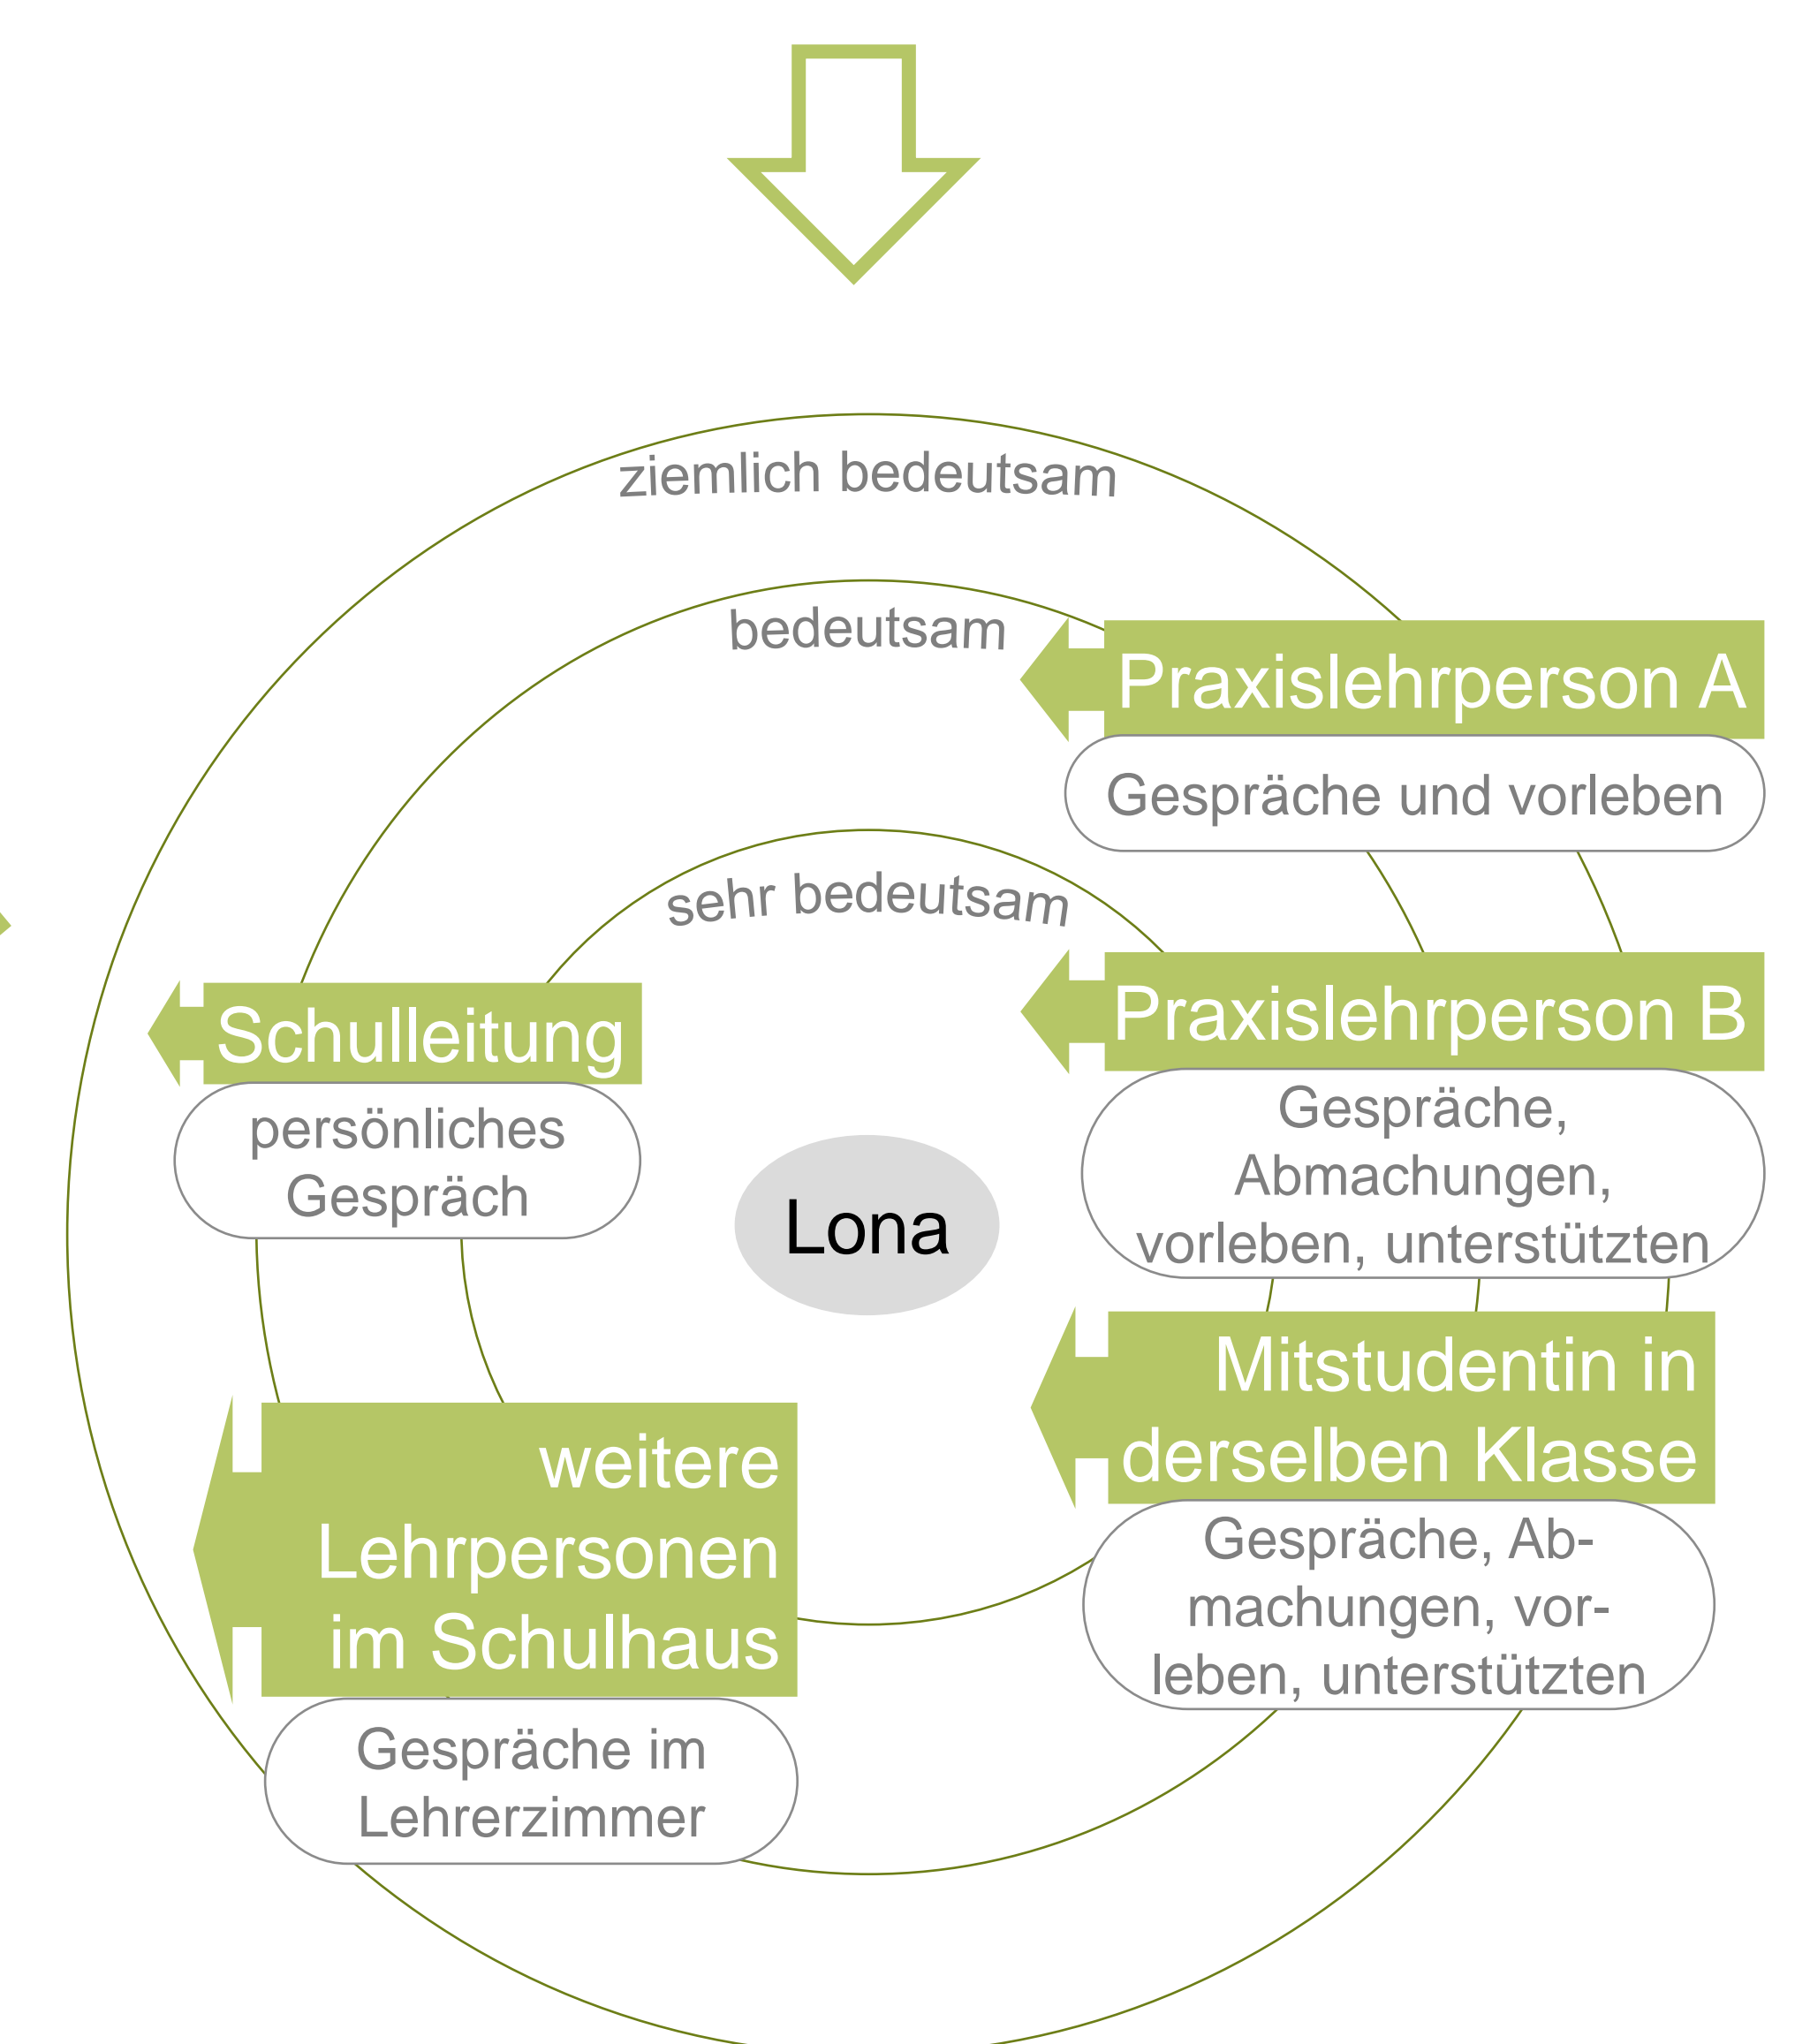 ziemlich bedeutsam
bedeutsam
Praxislehrperson A
Gespräche und vorleben
sehr bedeutsam
Praxislehrperson B
Gespräche,
Abmachungen,
vorleben, unterstützten
Schulleitung
persönliches
Gespräch
Lona
Mitstudentin in
derselben Klasse
Gespräche, Ab-
machungen, vor-
leben, unterstützten
weitere
Lehrpersonen
im Schulhaus
Gespräche im
Lehrerzimmer